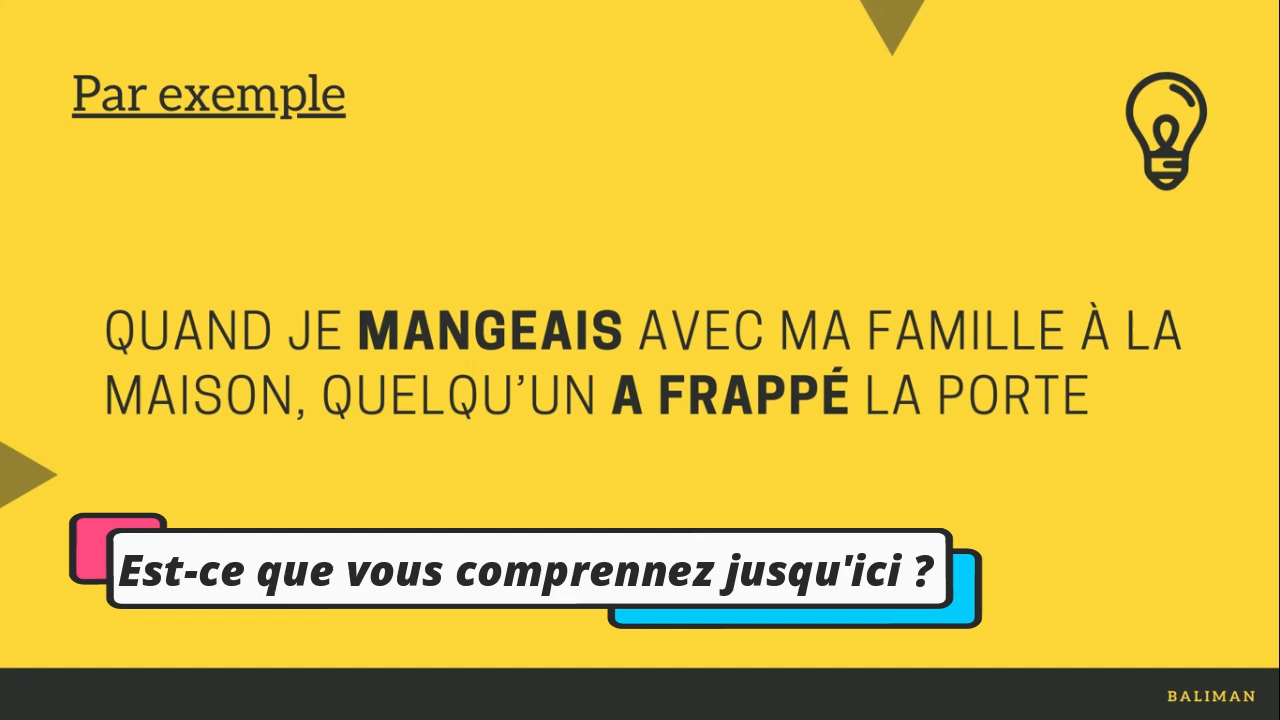 Par exemple
QUAND JE MANGEAIS AVEC MA FAMILLE À LA
MAISON, QUELQU’UN A FRAPPÉ LA PORTE
Est-ce que vous comprennez jusqu'ici ?
BALIMAN